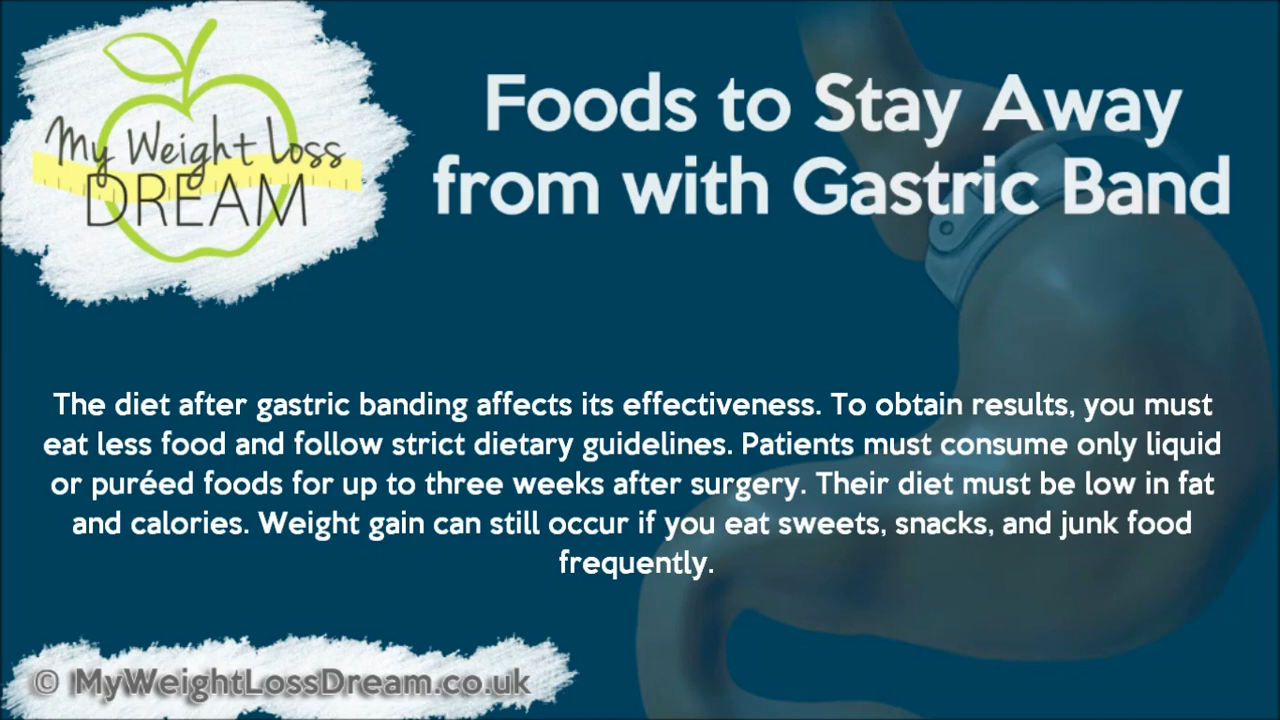 My Weight Loss
DREAM
Foods to Stay Away
from with Gastric Band
The diet after gastric banding affects its effectiveness. To obtain results, you must
eat less food and follow strict dietary guidelines. Patients must consume only liquid
or puréed foods for up to three weeks after surgery. Their diet must be low in fat
and calories. Weight gain can still occur if you eat sweets, snacks, and junk food
frequently.
© MyWeightLossDream.co.uk